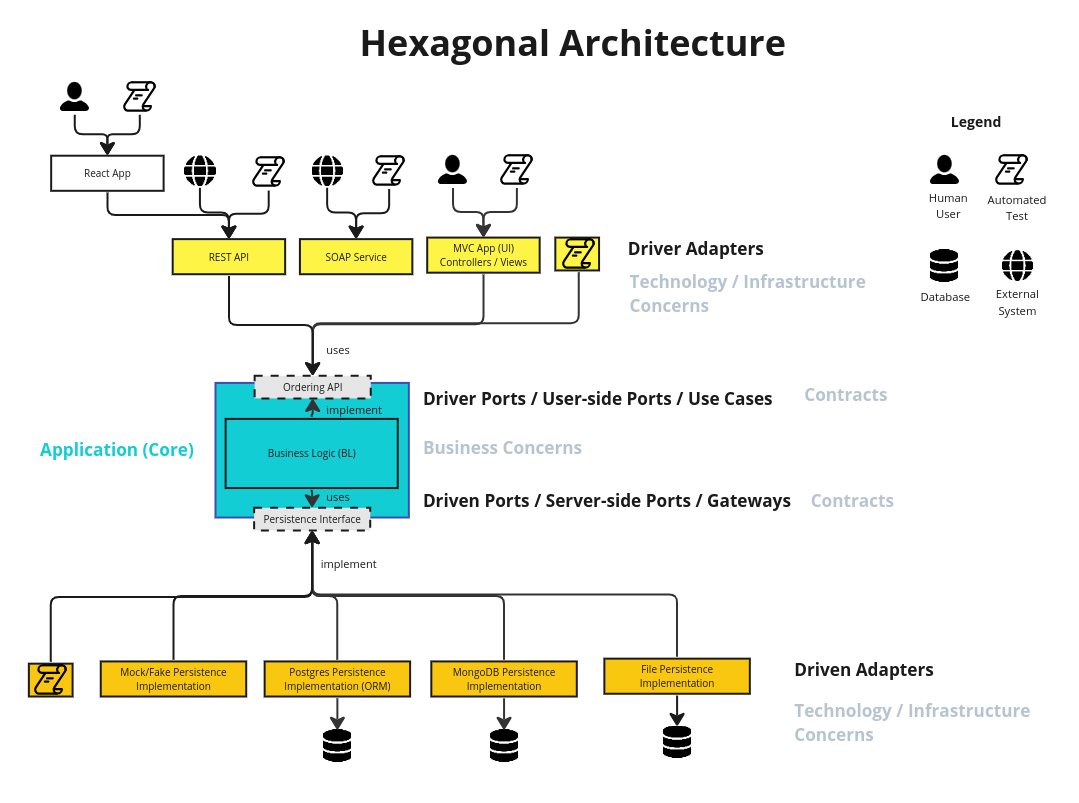 Hexagonal Architecture
Legend
Human
User
Automated
Test
Database
External
System
React App
REST API
SOAP Service
MVC App (UI)
Controllers / Views
Driver Adapters
Technology / Infrastructure
Concerns
uses
Ordering API
implement
Driver Ports / User-side Ports / Use Cases
Contracts
Application (Core)
Business Logic (BL)
Business Concerns
uses
Persistence Interface
Driven Ports / Server-side Ports / Gateways
Contracts
implement
Mock/Fake Persistence
Implementation
Postgres Persistence
Implementation (ORM)
MongoDB Persistence
Implementation
File Persistence
Implementation
Driven Adapters
Technology / Infrastructure
Concerns